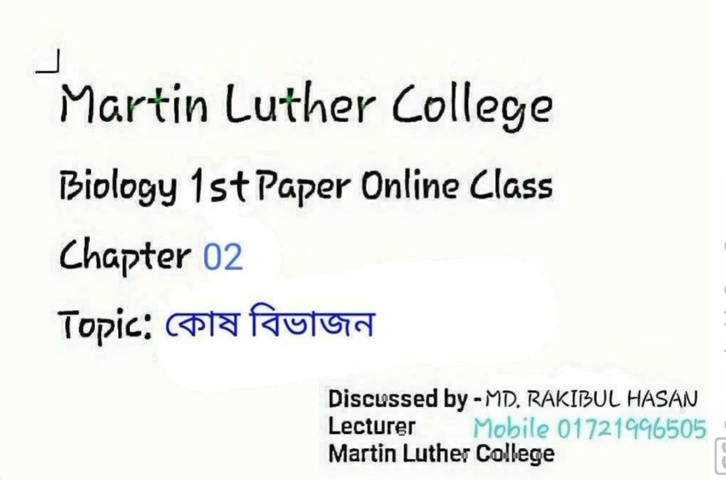 Martin Luther College
Biology 1st Paper Online Class
Chapter 02
Topic: কোষ বিভাজন
Discussed by -MD. RAKIBUL HASAN
Lecturer Mobile 01721996505
Martin Luther College